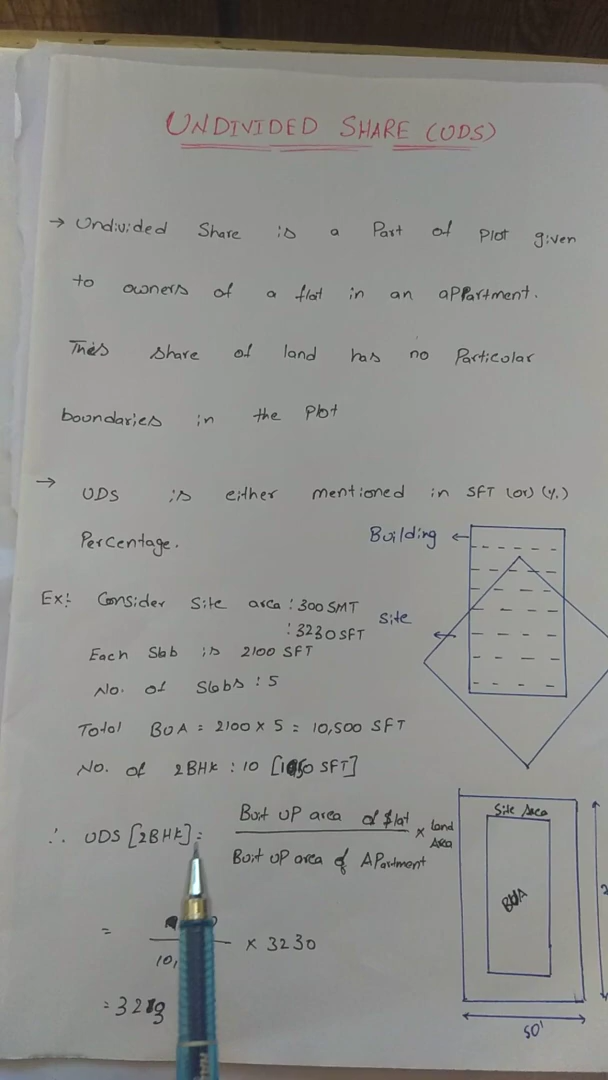 UNDIVIDED SHARE (UDS)
→ Undivided Share is a Part of Plot given
to owners of a flat in an aPPartment.
This share of land has no Particular
boundaries in the Plot
→ UDS is either mentioned in SFT (or) (%)
Percentage.
Building
Ex: Consider Site area : 300 SMT
: 3230 SFT
Site
Each Slab is 2100 SFT
No. of Slabs : 5
Total BUA = 2100 × 5 = 10,500 SFT
No. of 2BHK : 10 [1050 SFT]
∴ UDS [2BHK] = Built UP area of flat × Land Area
Built UP area of APartment
Site Area
BUA
= × 3230
10,
=
50'